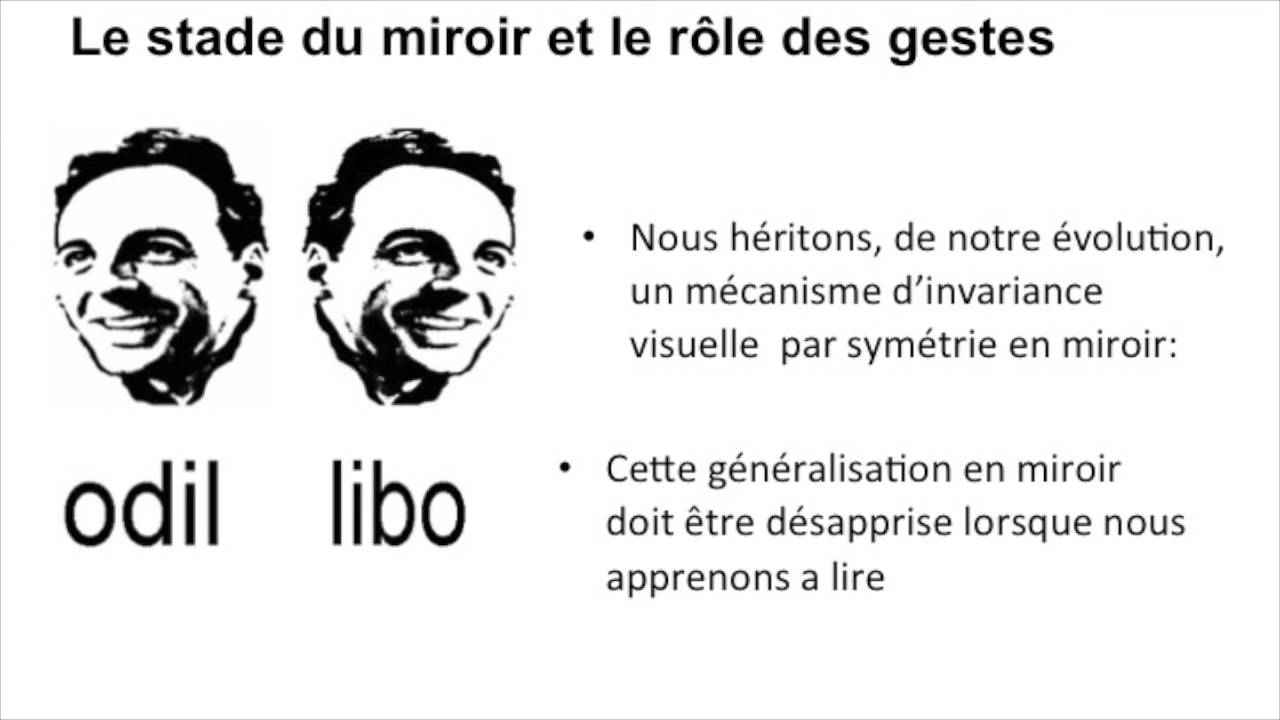 Le stade du miroir et le rôle des gestes
• Nous héritons, de notre évolution,
un mécanisme d’invariance
visuelle par symétrie en miroir:
odil libo
• Cette généralisation en miroir
doit être désapprise lorsque nous
apprenons a lire